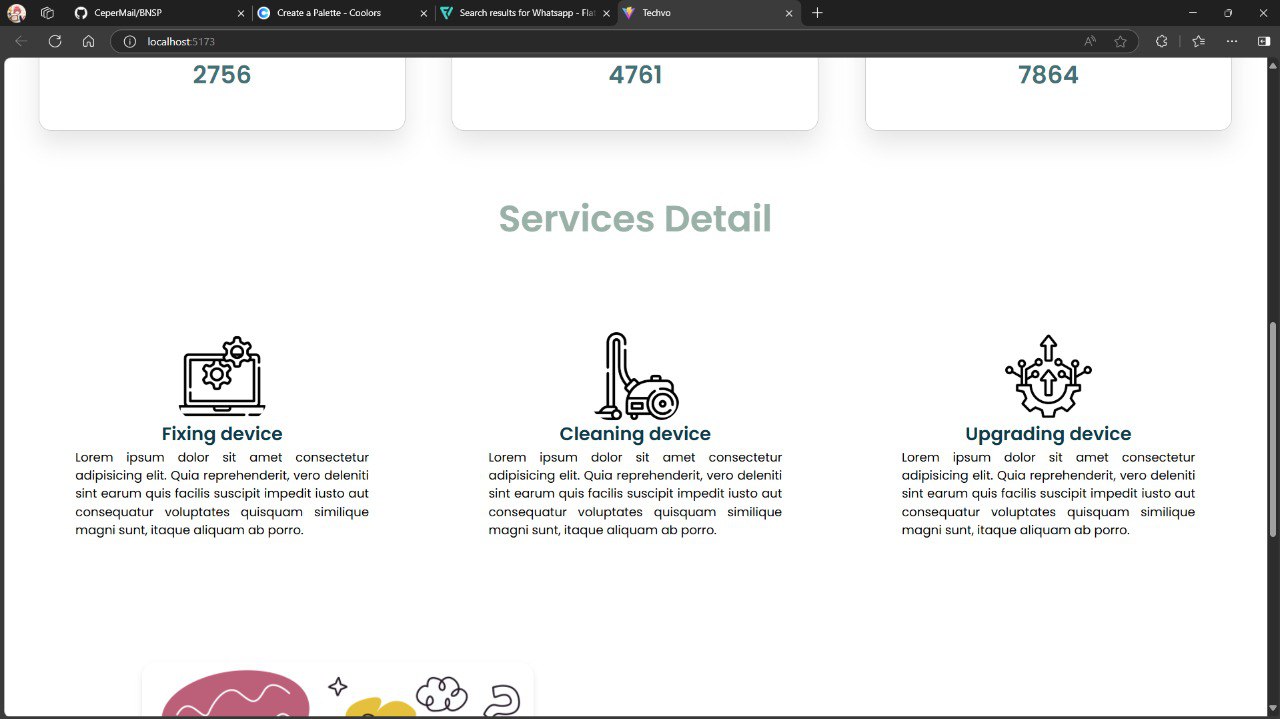 CeperMail/BNSP
Create a Palette - Coolors
Search results for Whatsapp - Flat
Techvo
localhost:5173
2756
4761
7864
Services Detail
Fixing device
Lorem ipsum dolor sit amet consectetur
adipisicing elit. Quia reprehenderit, vero deleniti
sint earum quis facilis suscipit impedit iusto aut
consequatur voluptates quisquam similique
magni sunt, itaque aliquam ab porro.
Cleaning device
Lorem ipsum dolor sit amet consectetur
adipisicing elit. Quia reprehenderit, vero deleniti
sint earum quis facilis suscipit impedit iusto aut
consequatur voluptates quisquam similique
magni sunt, itaque aliquam ab porro.
Upgrading device
Lorem ipsum dolor sit amet consectetur
adipisicing elit. Quia reprehenderit, vero deleniti
sint earum quis facilis suscipit impedit iusto aut
consequatur voluptates quisquam similique
magni sunt, itaque aliquam ab porro.